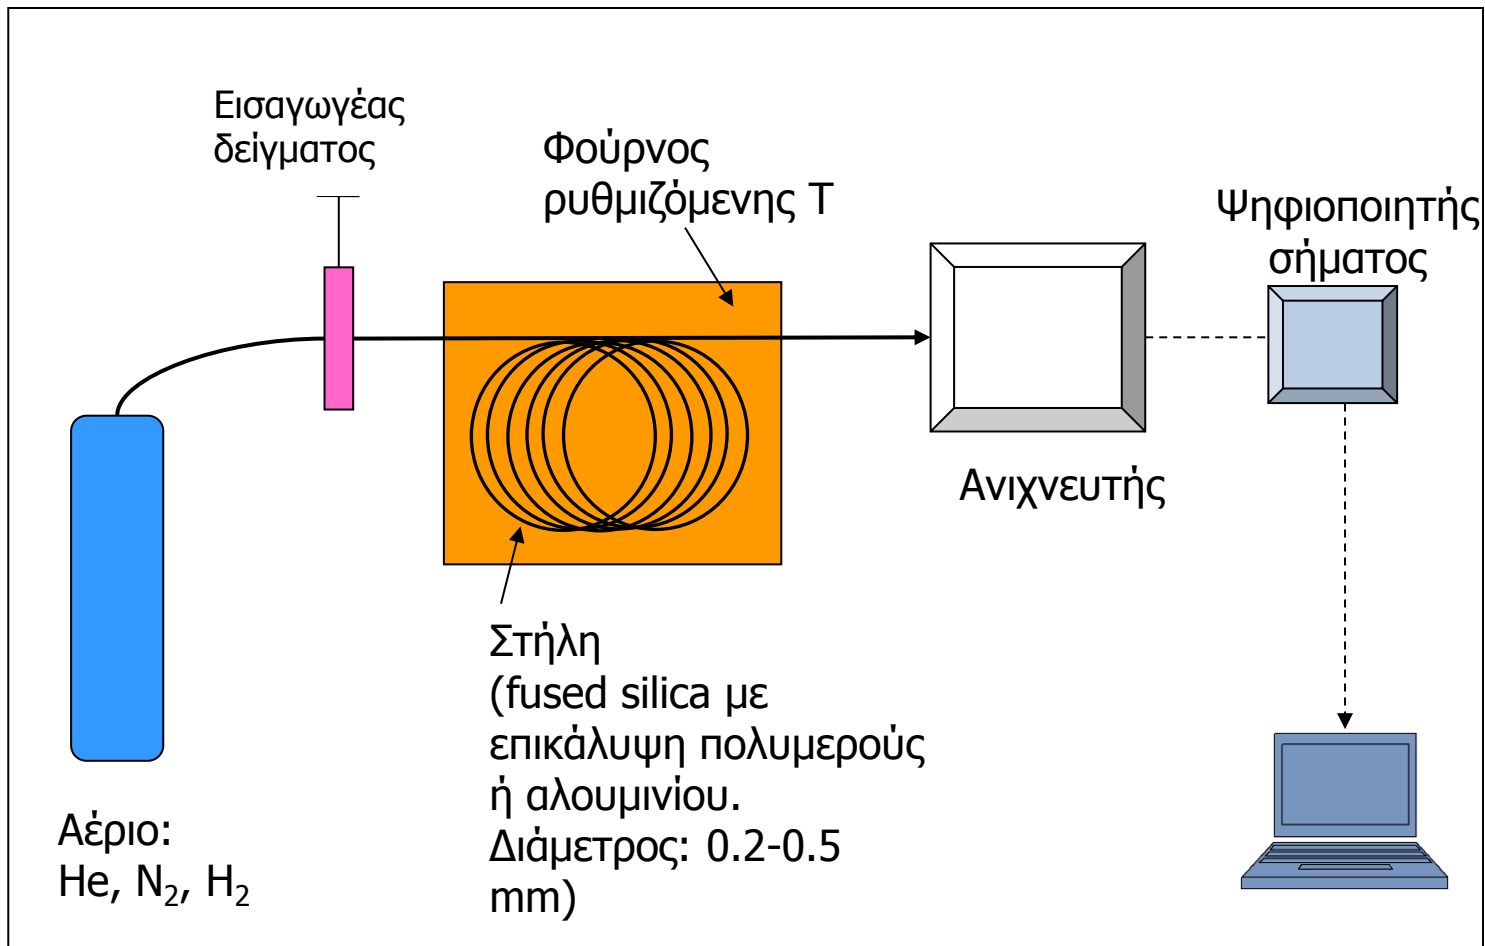 Εισαγωγέας
δείγματος
Φούρνος
ρυθμιζόμενης Τ
Ψηφιοποιητής
σήματος
Ανιχνευτής
Στήλη
(fused silica με
επικάλυψη πολυμερούς
ή αλουμινίου.
Διάμετρος: 0.2-0.5
mm)
Αέριο:
He, N₂, H₂